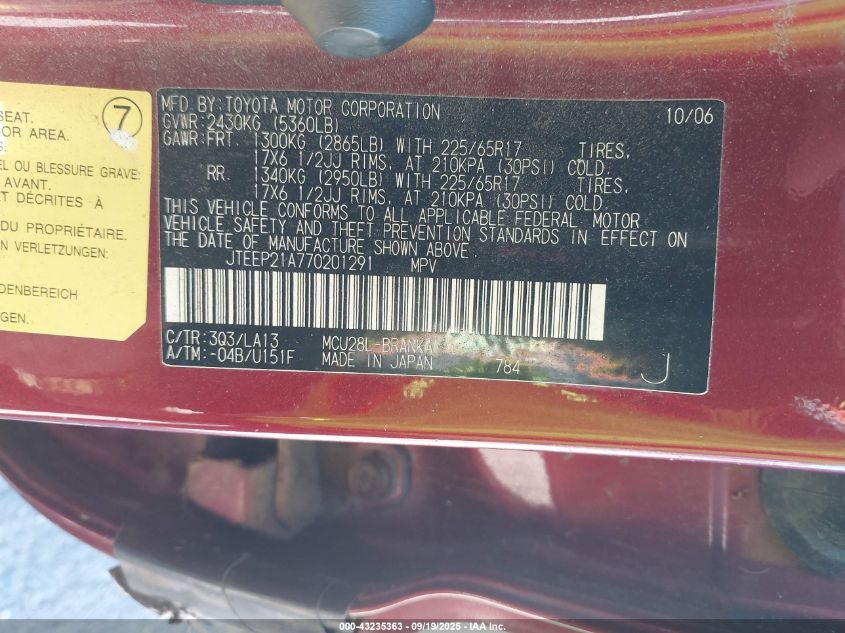 SEAT.
OR AREA.
S.
EL OU BLESSURE GRAVE:
AVANT.
T DÉCRITES À
DU PROPRIÉTAIRE.
EN VERLETZUNGEN:
DENBEREICH
GEN.
7
MFD BY: TOYOTA MOTOR CORPORATION 10/06
GVWR: 2430KG (5360LB)
GAWR: FRT. 1300KG (2865LB) WITH 225/65R17 TIRES,
17X6 1/2JJ RIMS, AT 210KPA (30PSI) COLD.
RR. 1340KG (2950LB) WITH 225/65R17 TIRES,
17X6 1/2JJ RIMS, AT 210KPA (30PSI) COLD.
THIS VEHICLE CONFORMS TO ALL APPLICABLE FEDERAL MOTOR
VEHICLE SAFETY AND THEFT PREVENTION STANDARDS IN EFFECT ON
THE DATE OF MANUFACTURE SHOWN ABOVE.
JTEEP21A770201291 MPV
C/TR: 3Q3/LA13 MCU28L-BRANKA
A/TM: -04B/U151F MADE IN JAPAN 784 J
000-43235363 - 09/19/2025 - IAA, Inc.